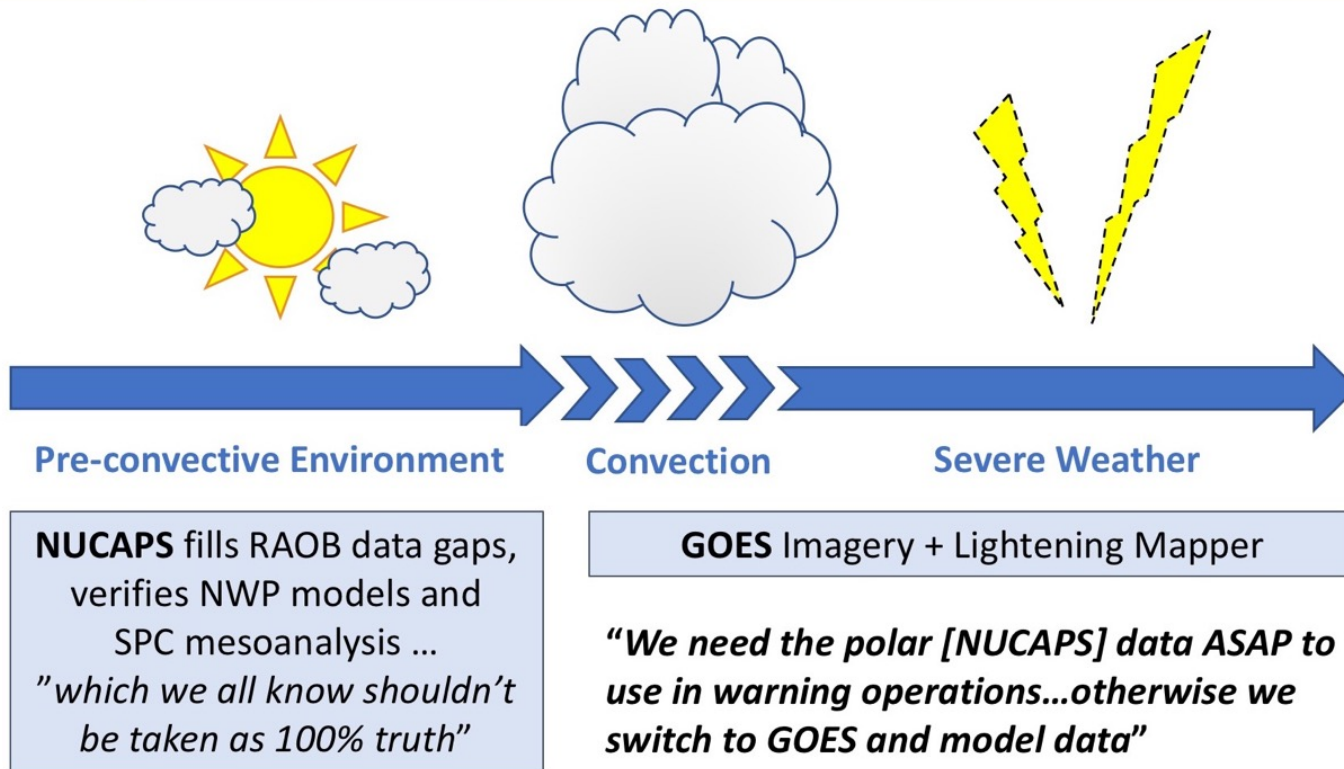 Pre-convective Environment
Convection
Severe Weather
NUCAPS fills RAOB data gaps,
verifies NWP models and
SPC mesoanalysis ...
”which we all know shouldn’t
be taken as 100% truth”
GOES Imagery + Lightening Mapper
“We need the polar [NUCAPS] data ASAP to
use in warning operations...otherwise we
switch to GOES and model data”